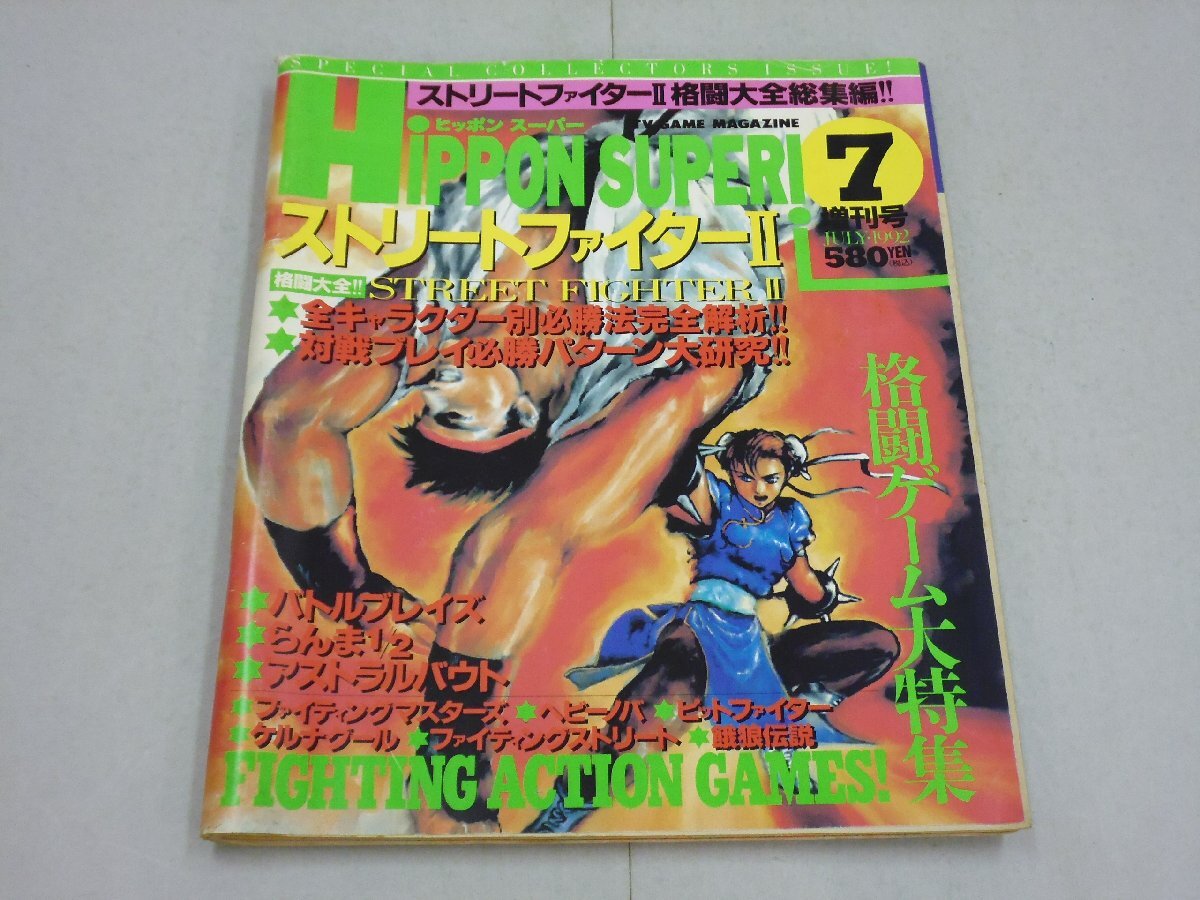 SPECIAL COLLECTORS ISSUE!
ストリートファイターII格闘大全総集編!!
ヒッポン スーパー
TV GAME MAGAZINE
HiPPON SUPER!
7
増刊号
JULY・1992
580YEN
(税込)
ストリートファイターII
格闘大全!!
STREET FIGHTER II
全キャラクター別必勝法完全解析!!
対戦プレイ必勝パターン大研究!!
格闘ゲーム大特集
バトルブレイズ
らんま1/2
アストラルバウト
ファイティングマスターズ ヘビーノバ ピットファイター
ケルナグール ファイティングストリート 餓狼伝説
FIGHTING ACTION GAMES!